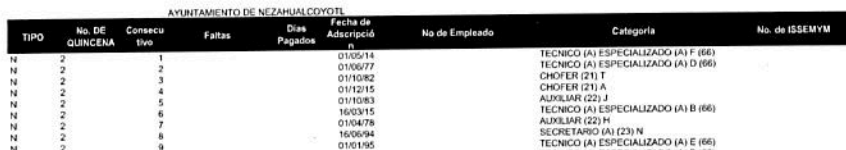 AYUNTAMIENTO DE NEZAHUALCOYOTL
TIPO No. DE QUINCENA Consecu tivo Faltas Dias Pagados Fecha de Adscripció n No de Empleado Categoría No. de ISSEMYM
N 2 1 01/05/14 TECNICO (A) ESPECIALIZADO (A) F (66)
N 2 2 01/06/77 TECNICO (A) ESPECIALIZADO (A) D (66)
N 2 3 01/10/82 CHOFER (21) T
N 2 4 01/12/15 CHOFER (21) A
N 2 5 01/10/83 AUXILIAR (22) J
N 2 6 16/03/15 TECNICO (A) ESPECIALIZADO (A) B (66)
N 2 7 01/04/78 AUXILIAR (22) H
N 2 8 16/06/94 SECRETARIO (A) (23) N
N 2 9 01/01/95 TECNICO (A) ESPECIALIZADO (A) E (66)